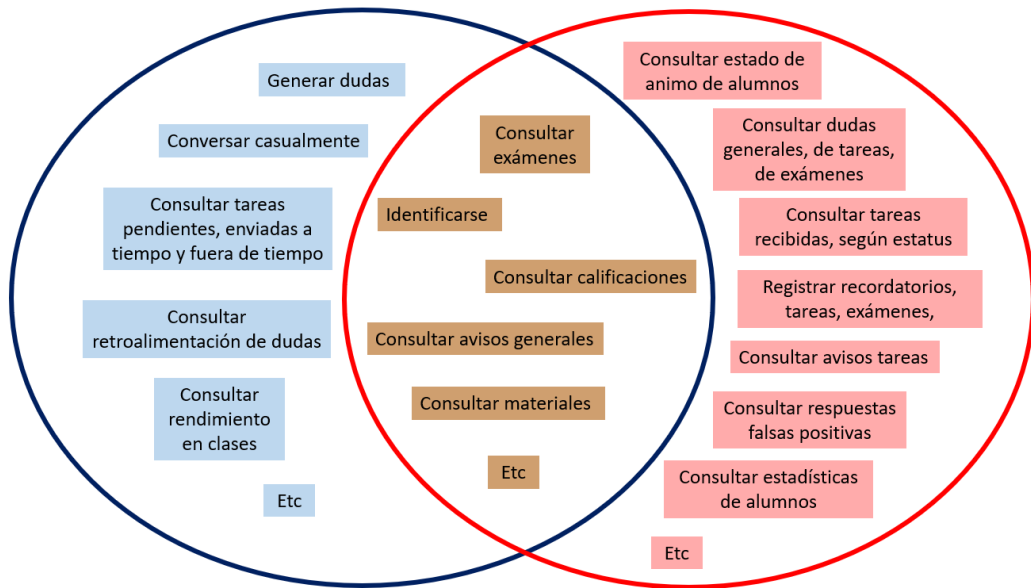 Generar dudas
Conversar casualmente
Consultar tareas
pendientes, enviadas a
tiempo y fuera de tiempo
Consultar
retroalimentación de dudas
Consultar
rendimiento
en clases
Etc
Consultar
exámenes
Identificarse
Consultar calificaciones
Consultar avisos generales
Consultar materiales
Etc
Consultar estado de
animo de alumnos
Consultar dudas
generales, de tareas,
de exámenes
Consultar tareas
recibidas, según estatus
Registrar recordatorios,
tareas, exámenes,
Consultar avisos tareas
Consultar respuestas
falsas positivas
Consultar estadísticas
de alumnos
Etc